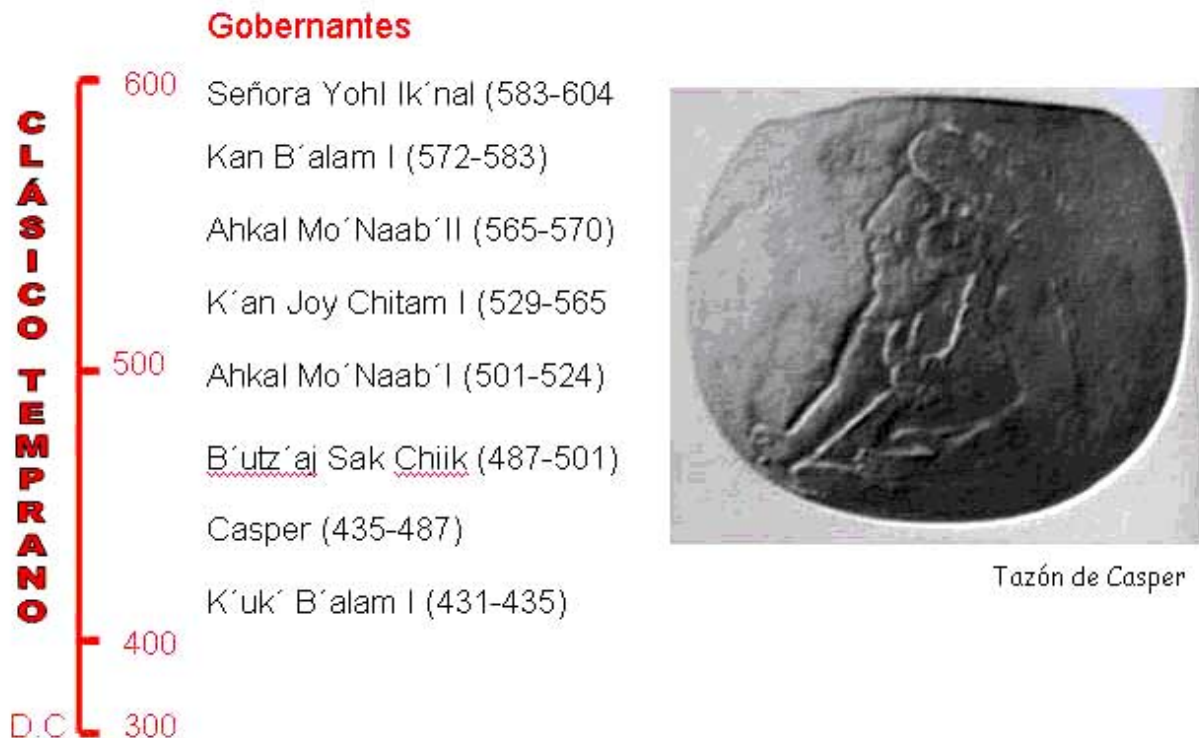 Gobernantes
CLÁSICO TEMPRANO
600
Señora Yohl Ik´nal (583-604
Kan B´alam I (572-583)
Ahkal Mo´Naab´II (565-570)
K´an Joy Chitam I (529-565
500
Ahkal Mo´Naab´I (501-524)
B´utz´aj Sak Chiik (487-501)
Casper (435-487)
K´uk´ B´alam I (431-435)
400
D.C 300
Tazón de Casper